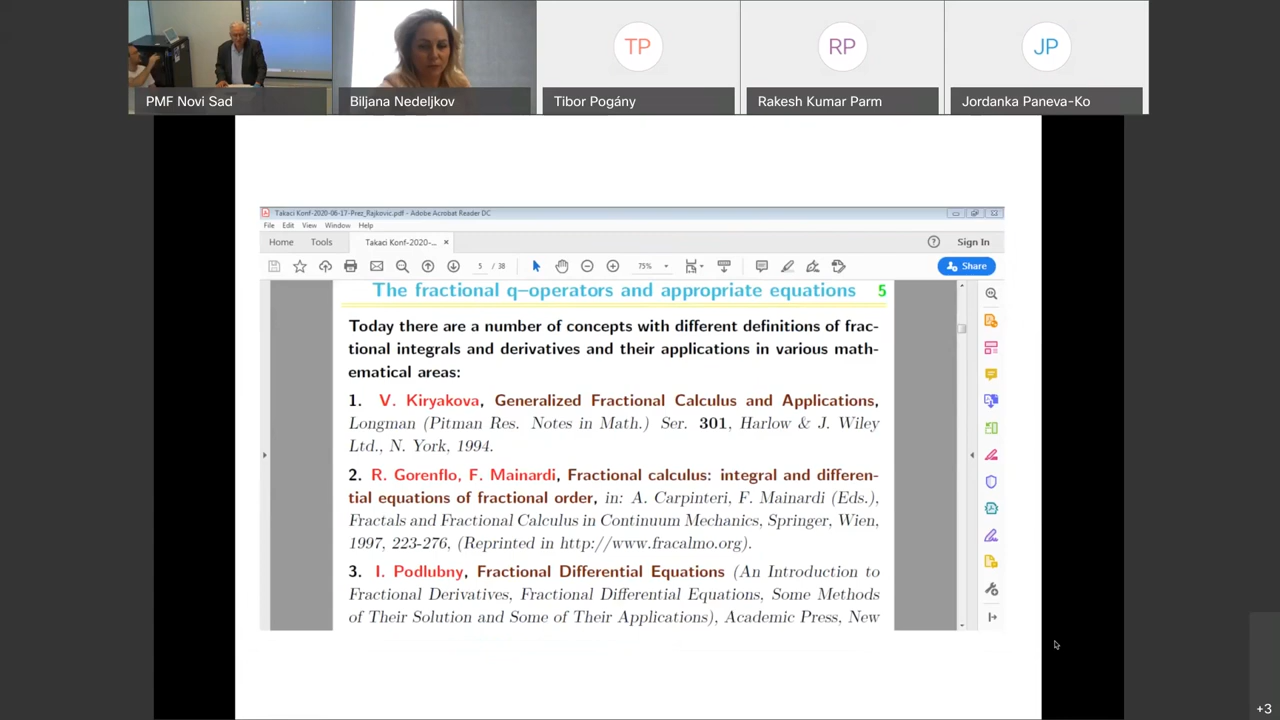 TP
RP
JP
PMF Novi Sad
Biljana Nedeljkov
Tibor Pogány
Rakesh Kumar Parm
Jordanka Paneva-Ko
Takaci Konf-2020-06-17-Prez_Rajkovic.pdf - Adobe Acrobat Reader DC
File Edit View Window Help
Home Tools Takaci Konf-2020-... × Sign In
5 / 38 75% Share
The fractional q–operators and appropriate equations 5
Today there are a number of concepts with different definitions of frac-
tional integrals and derivatives and their applications in various math-
ematical areas:
1. V. Kiryakova, Generalized Fractional Calculus and Applications,
Longman (Pitman Res. Notes in Math.) Ser. 301, Harlow & J. Wiley
Ltd., N. York, 1994.
2. R. Gorenflo, F. Mainardi, Fractional calculus: integral and differen-
tial equations of fractional order, in: A. Carpinteri, F. Mainardi (Eds.),
Fractals and Fractional Calculus in Continuum Mechanics, Springer, Wien,
1997, 223-276, (Reprinted in http://www.fracalmo.org).
3. I. Podlubny, Fractional Differential Equations (An Introduction to
Fractional Derivatives, Fractional Differential Equations, Some Methods
of Their Solution and Some of Their Applications), Academic Press, New
+3